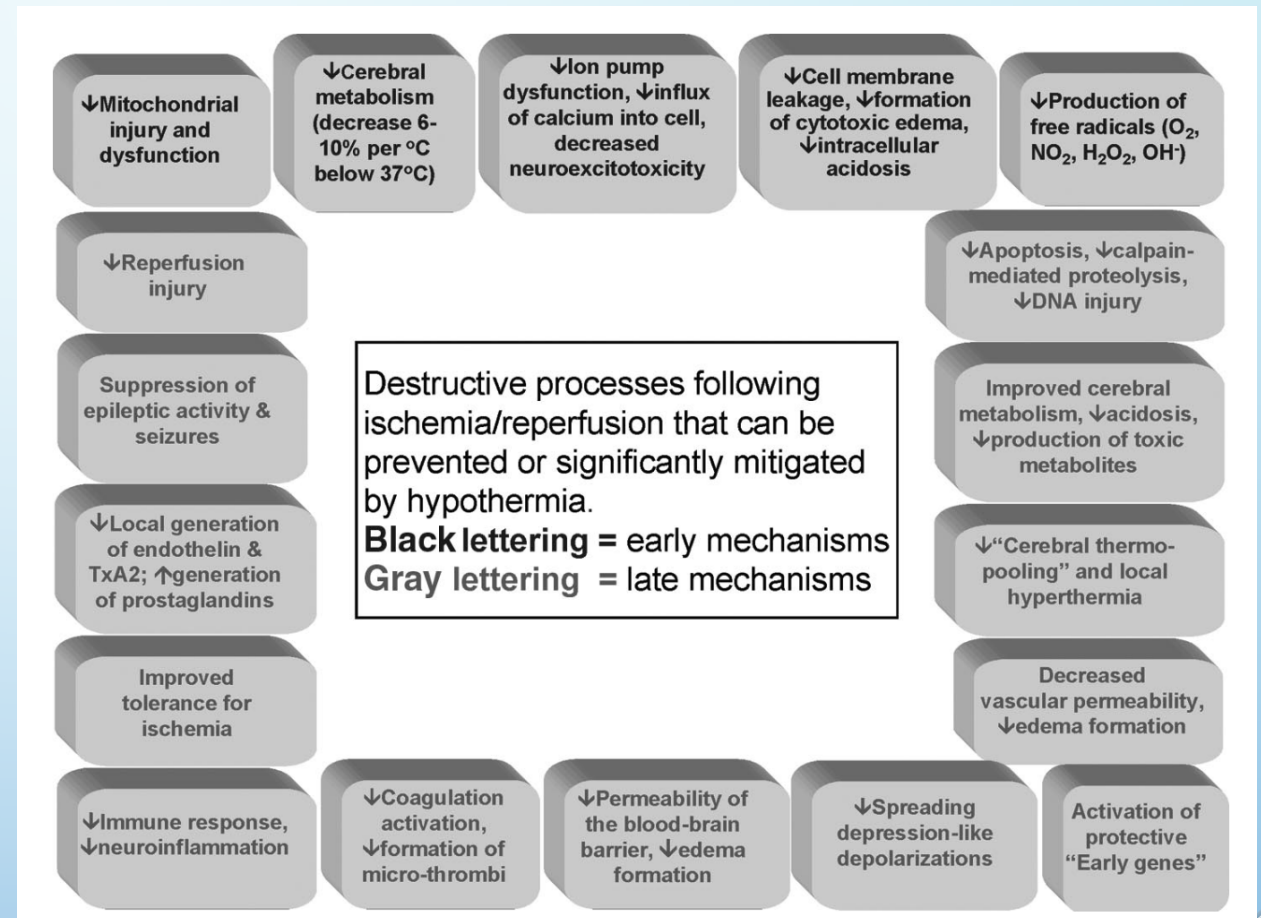 ↓Mitochondrial
injury and
dysfunction
↓Cerebral
metabolism
(decrease 6-
10% per ºC
below 37ºC)
↓Ion pump
dysfunction, ↓influx
of calcium into cell,
decreased
neuroexcitotoxicity
↓Cell membrane
leakage, ↓formation
of cytotoxic edema,
↓intracellular
acidosis
↓Production of
free radicals (O₂,
NO₂, H₂O₂, OH⁻)
↓Reperfusion
injury
↓Apoptosis, ↓calpain-
mediated proteolysis,
↓DNA injury
Suppression of
epileptic activity &
seizures
Destructive processes following
ischemia/reperfusion that can be
prevented or significantly mitigated
by hypothermia.
Black lettering = early mechanisms
Gray lettering = late mechanisms
Improved cerebral
metabolism, ↓acidosis,
↓production of toxic
metabolites
↓Local generation
of endothelin &
TxA2; ↑generation
of prostaglandins
↓“Cerebral thermo-
pooling” and local
hyperthermia
Improved
tolerance for
ischemia
Decreased
vascular permeability,
↓edema formation
↓Immune response,
↓neuroinflammation
↓Coagulation
activation,
↓formation of
micro-thrombi
↓Permeability of
the blood-brain
barrier, ↓edema
formation
↓Spreading
depression-like
depolarizations
Activation of
protective
“Early genes”